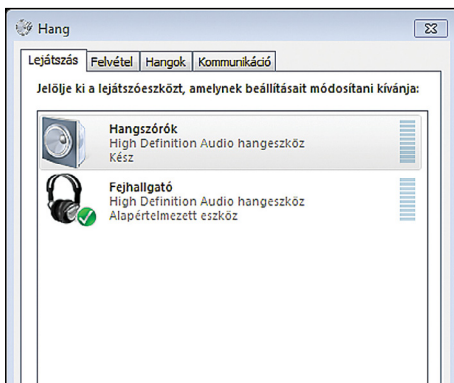 Hang
Lejátszás Felvétel Hangok Kommunikáció
Jelölje ki a lejátszóeszközt, amelynek beállításait módosítani kívánja:
Hangszórók
High Definition Audio hangeszköz
Kész
Fejhallgató
High Definition Audio hangeszköz
Alapértelmezett eszköz